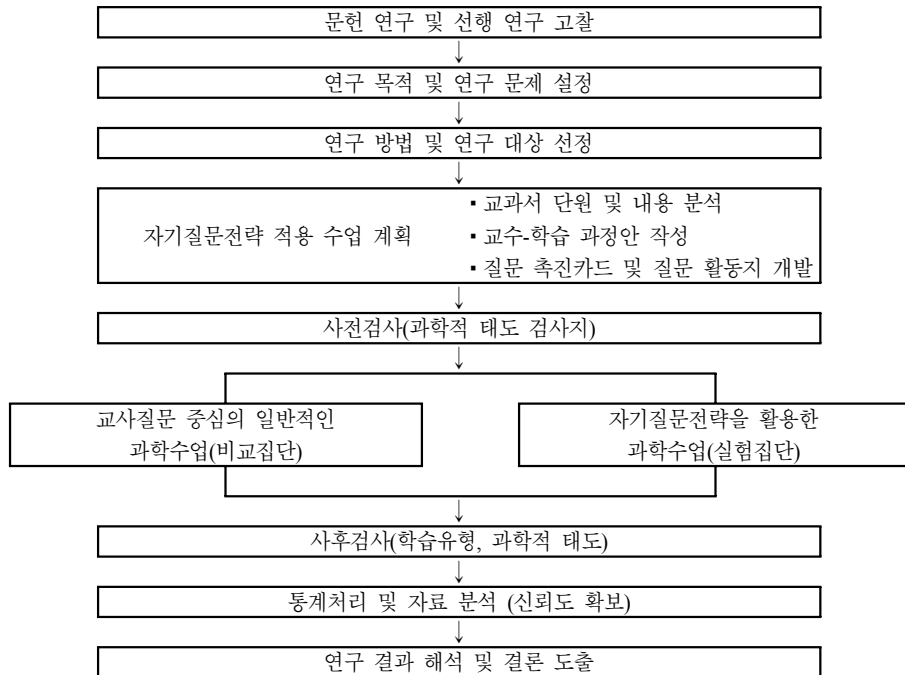 문헌 연구 및 선행 연구 고찰
연구 목적 및 연구 문제 설정
연구 방법 및 연구 대상 선정
자기질문전략 적용 수업 계획
▪ 교과서 단원 및 내용 분석
▪ 교수-학습 과정안 작성
▪ 질문 촉진카드 및 질문 활동지 개발
사전검사(과학적 태도 검사지)
교사질문 중심의 일반적인
과학수업(비교집단)
자기질문전략을 활용한
과학수업(실험집단)
사후검사(학습유형, 과학적 태도)
통계처리 및 자료 분석 (신뢰도 확보)
연구 결과 해석 및 결론 도출